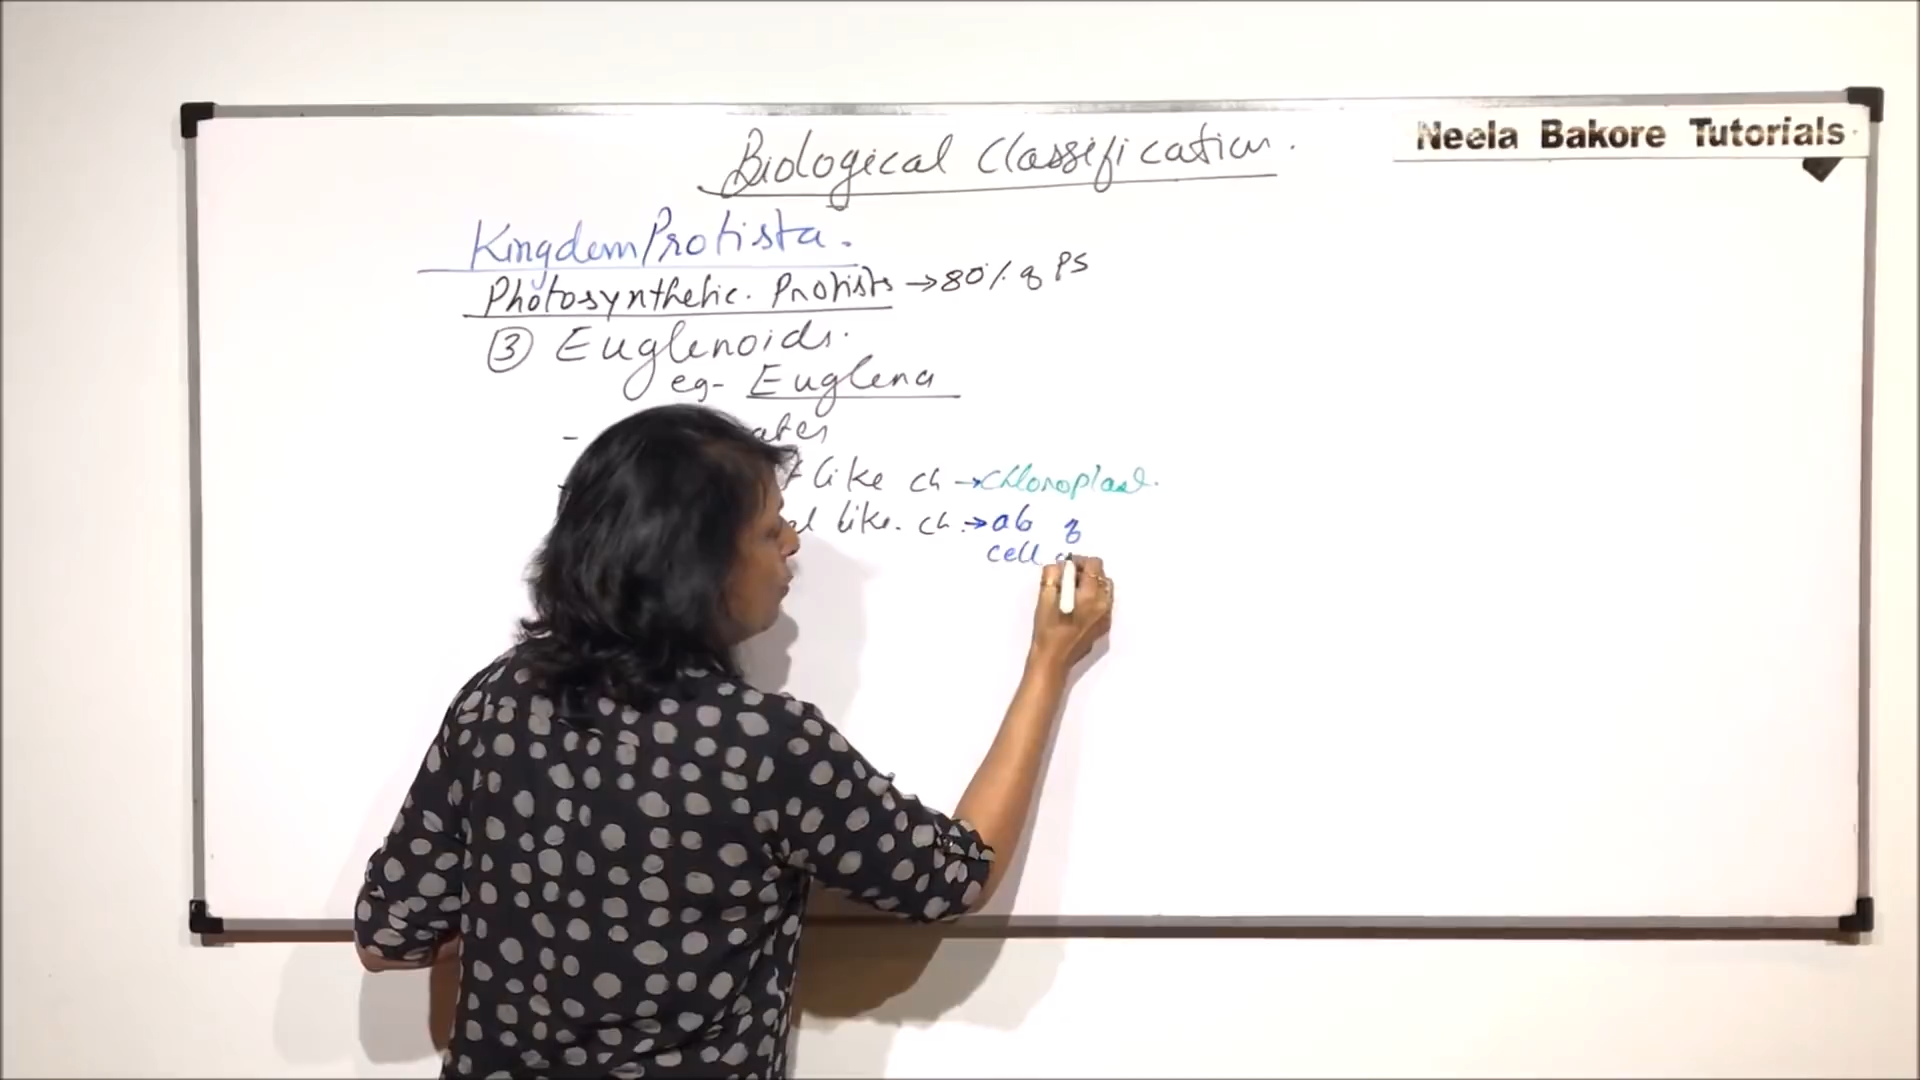 Biological Classification.
Neela Bakore Tutorials
Kingdom Protista.
Photosynthetic. Protists → 80% of PS
③ Euglenoids.
eg- Euglena
-
like ch → chloroplast.
like. ch. → ab of
cell